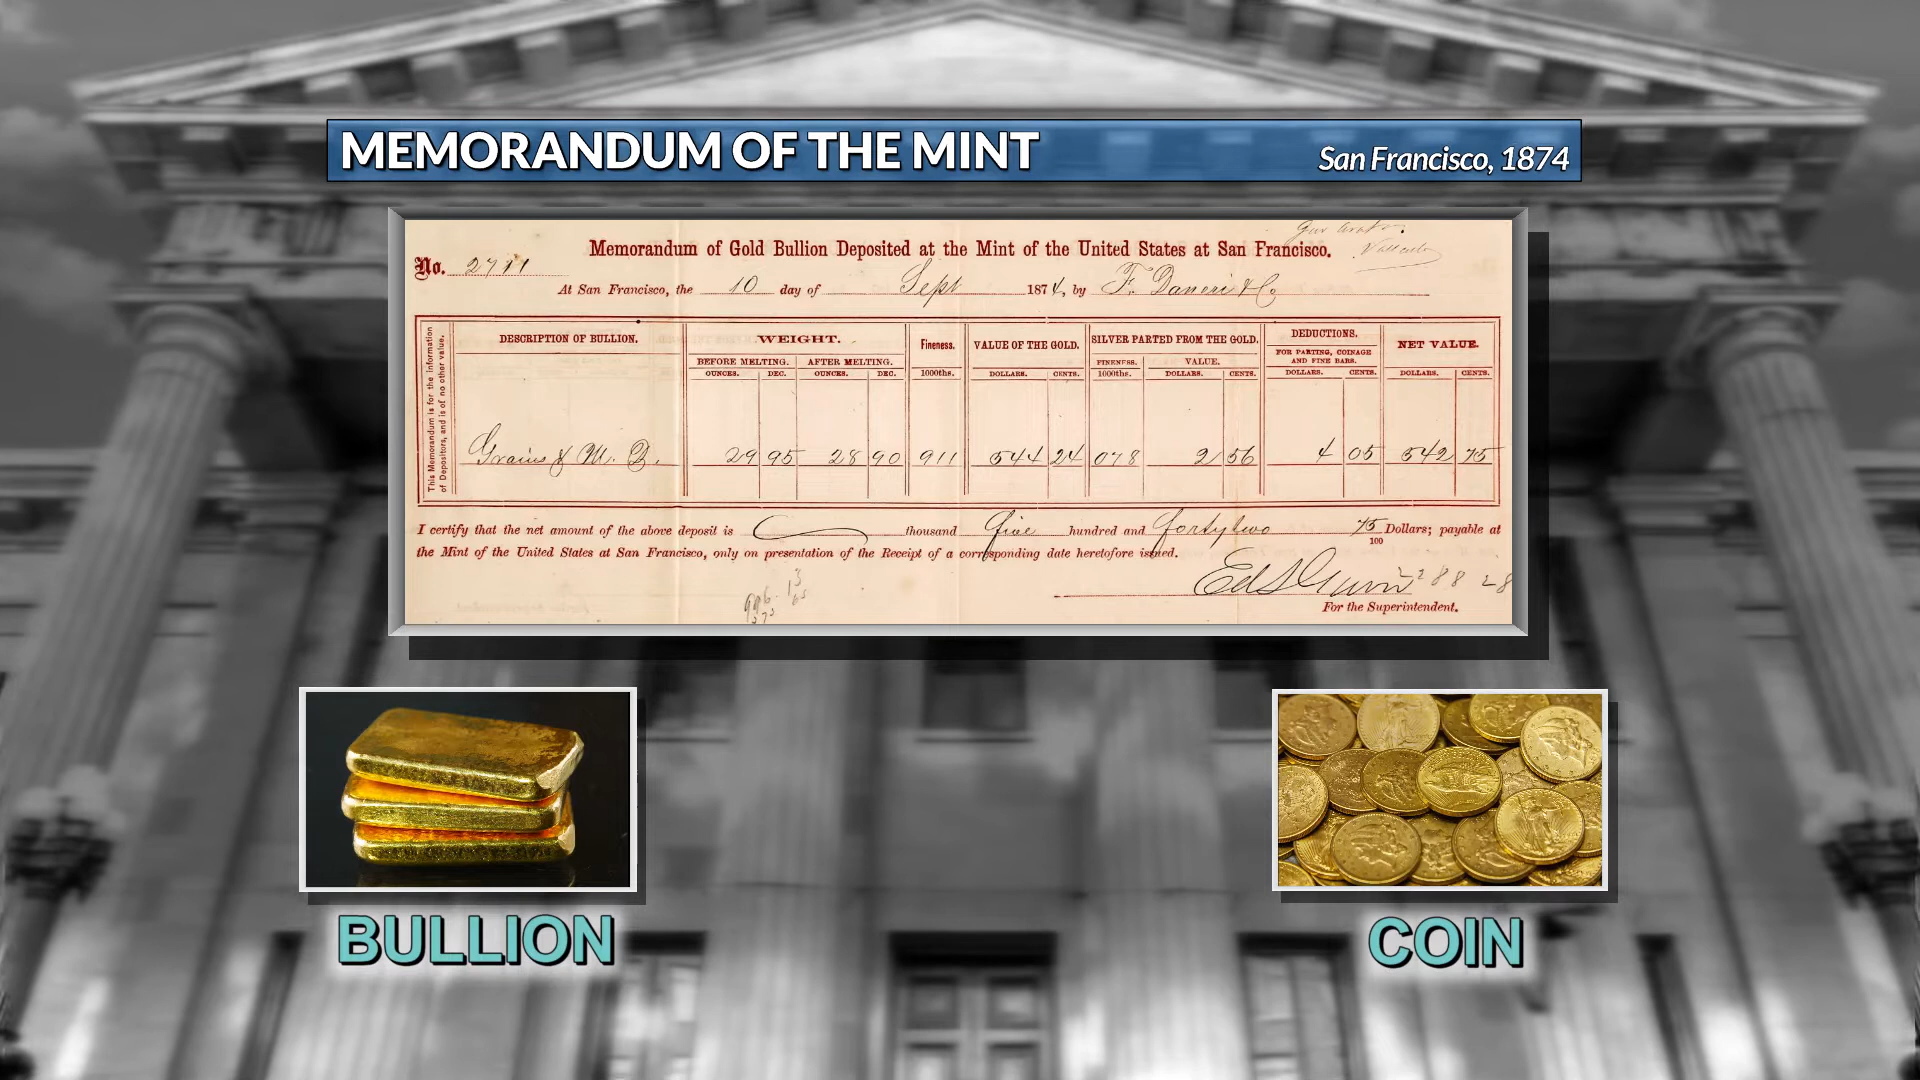 MEMORANDUM OF THE MINT
San Francisco, 1874
Memorandum of Gold Bullion Deposited at the Mint of the United States at San Francisco.
No. 2711
At San Francisco, the 10 day of Sept 1874, by F. Daneri & Co
This Memorandum is for the information
of Depositors, and is of no other value.
DESCRIPTION OF BULLION. WEIGHT. Fineness. VALUE OF THE GOLD. SILVER PARTED FROM THE GOLD. DEDUCTIONS. NET VALUE.
BEFORE MELTING. AFTER MELTING. FINENESS. VALUE. FOR PARTING, COINAGE
AND FINE BARS.
OUNCES. DEC. OUNCES. DEC. 1000ths. DOLLARS. CENTS. 1000ths. DOLLARS. CENTS. DOLLARS. CENTS. DOLLARS. CENTS.
Grains & M. B. 29 95 28 90 911 544 24 078 2 56 4 05 542 75
I certify that the net amount of the above deposit is thousand five hundred and forty two 75/100 Dollars; payable at
the Mint of the United States at San Francisco, only on presentation of the Receipt of a corresponding date heretofore issued.
For the Superintendent.
BULLION
COIN